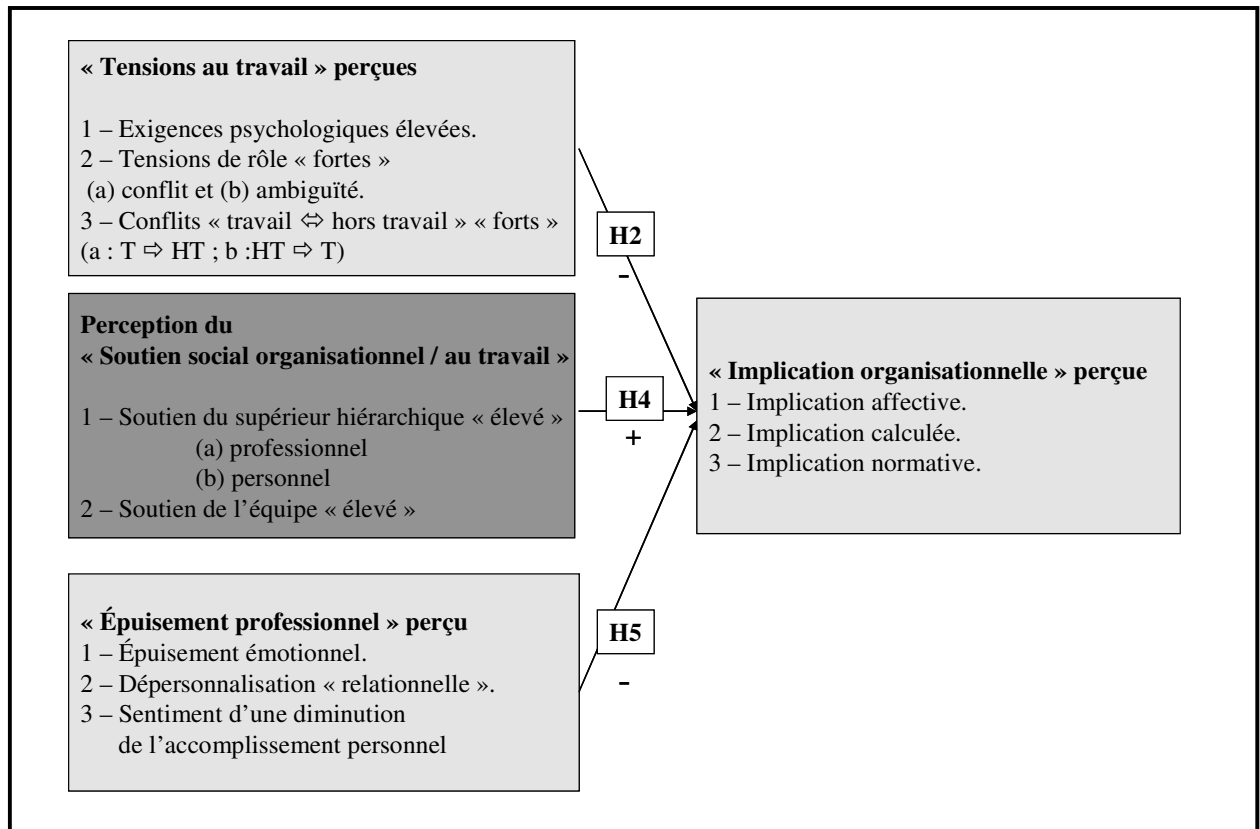 « Tensions au travail » perçues
1 – Exigences psychologiques élevées.
2 – Tensions de rôle « fortes »
(a) conflit et (b) ambiguïté.
3 – Conflits « travail ⇔ hors travail » « forts »
(a : T ⇨ HT ; b :HT ⇨ T)
H2
-
Perception du
« Soutien social organisationnel / au travail »
1 – Soutien du supérieur hiérarchique « élevé »
(a) professionnel
(b) personnel
2 – Soutien de l’équipe « élevé »
H4
+
« Implication organisationnelle » perçue
1 – Implication affective.
2 – Implication calculée.
3 – Implication normative.
« Épuisement professionnel » perçu
1 – Épuisement émotionnel.
2 – Dépersonnalisation « relationnelle ».
3 – Sentiment d’une diminution
de l’accomplissement personnel
H5
-